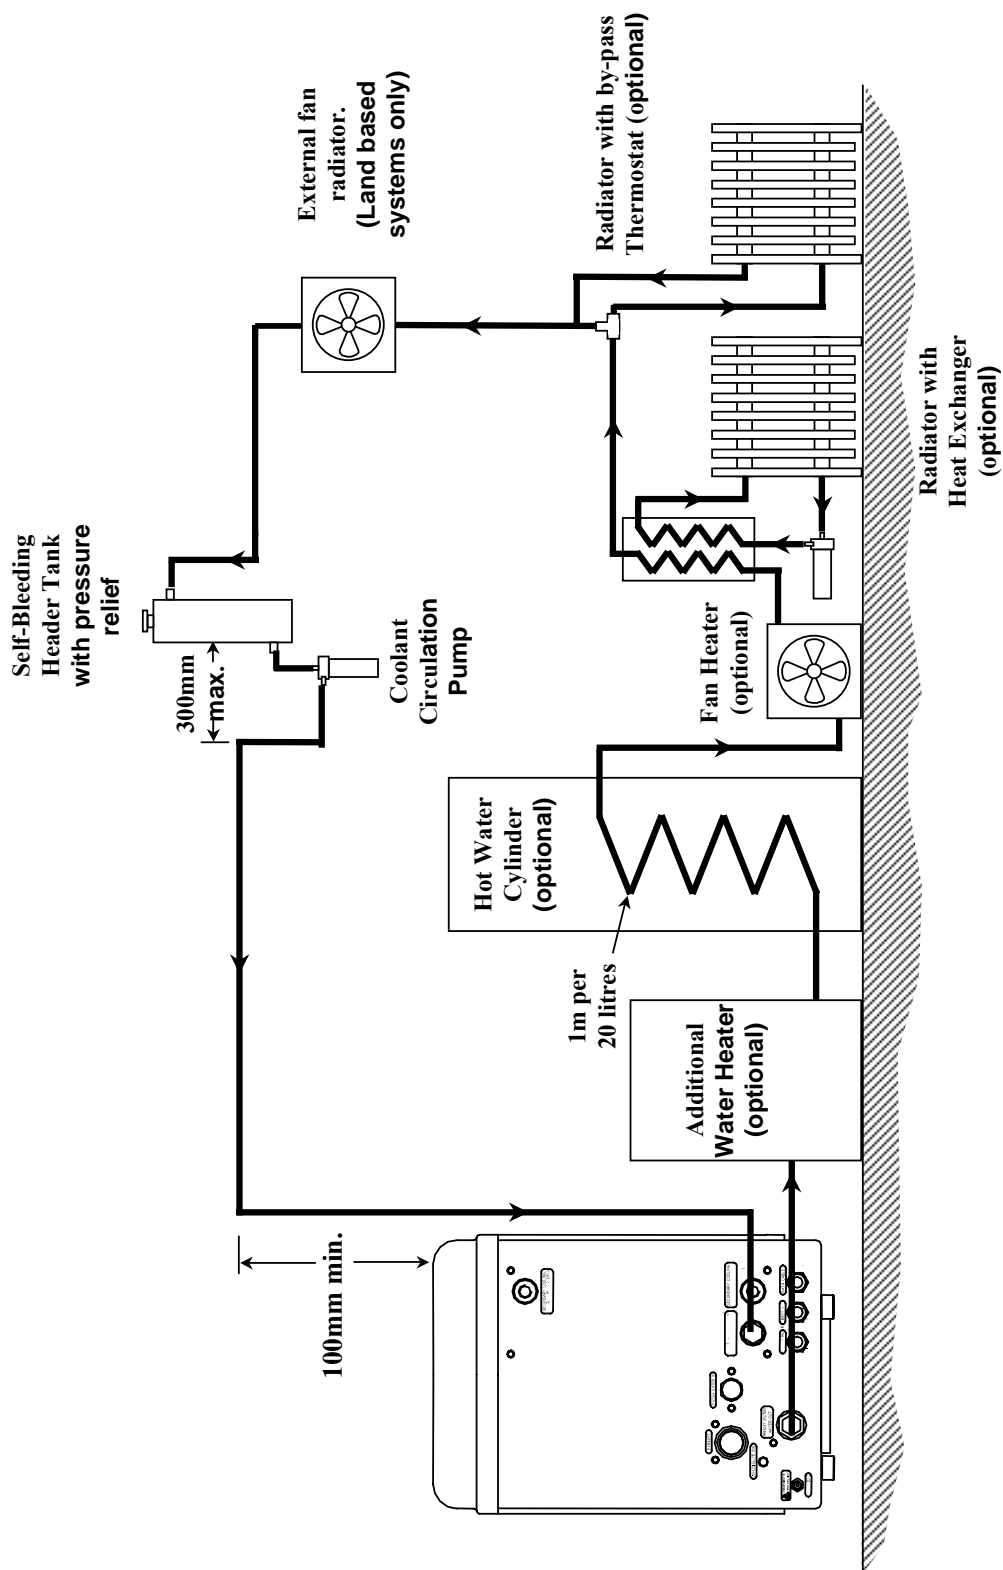 Self-Bleeding
Header Tank
with pressure
relief
300mm
max.
Coolant
Circulation
Pump
External fan
radiator.
(Land based
systems only)
Radiator with by-pass
Thermostat (optional)
100mm min.
Hot Water
Cylinder
(optional)
1m per
20 litres
Additional
Water Heater
(optional)
Fan Heater
(optional)
Radiator with
Heat Exchanger
(optional)